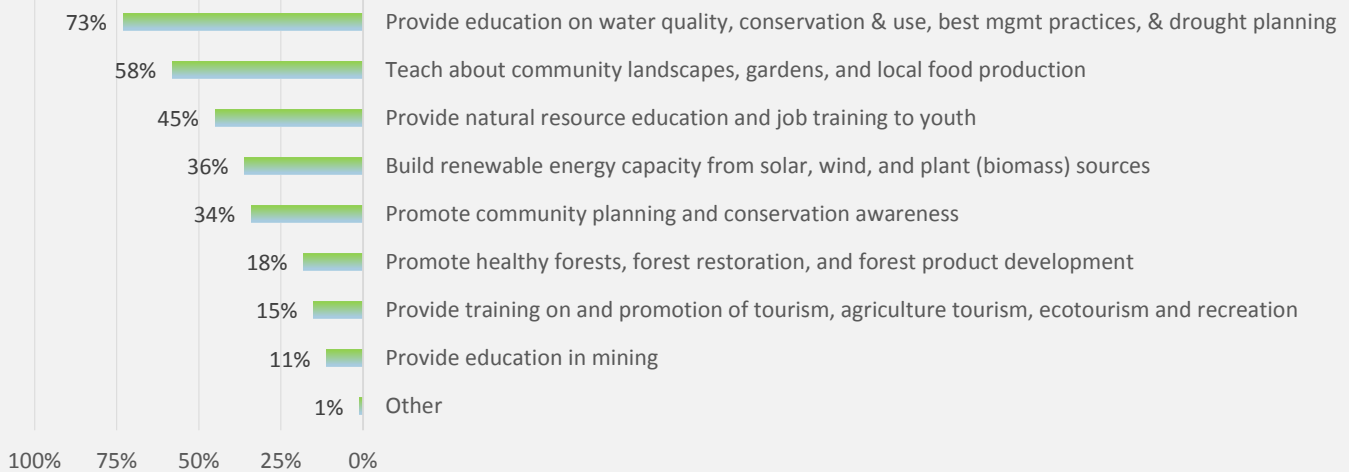 73% Provide education on water quality, conservation & use, best mgmt practices, & drought planning
58% Teach about community landscapes, gardens, and local food production
45% Provide natural resource education and job training to youth
36% Build renewable energy capacity from solar, wind, and plant (biomass) sources
34% Promote community planning and conservation awareness
18% Promote healthy forests, forest restoration, and forest product development
15% Provide training on and promotion of tourism, agriculture tourism, ecotourism and recreation
11% Provide education in mining
1% Other
100% 75% 50% 25% 0%